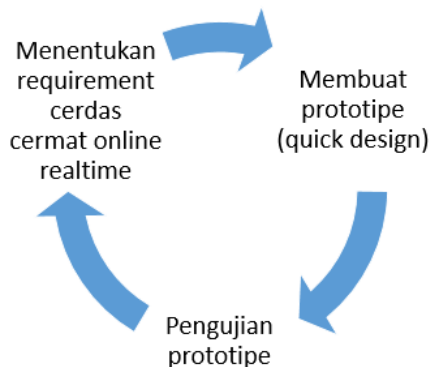 Menentukan
requirement
cerdas
cermat online
realtime
Membuat
prototipe
(quick design)
Pengujian
prototipe